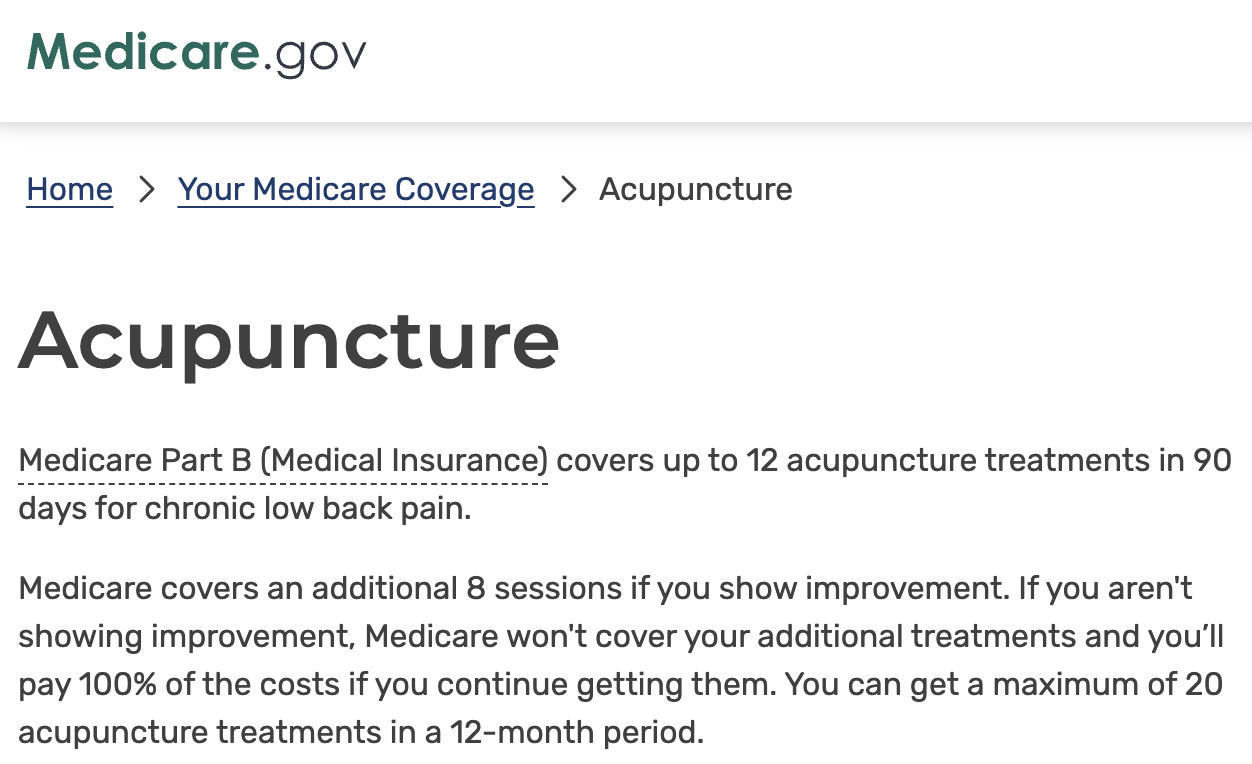 Medicare.gov
Home > Your Medicare Coverage > Acupuncture
Acupuncture
Medicare Part B (Medical Insurance) covers up to 12 acupuncture treatments in 90
days for chronic low back pain.
Medicare covers an additional 8 sessions if you show improvement. If you aren't
showing improvement, Medicare won't cover your additional treatments and you’ll
pay 100% of the costs if you continue getting them. You can get a maximum of 20
acupuncture treatments in a 12-month period.